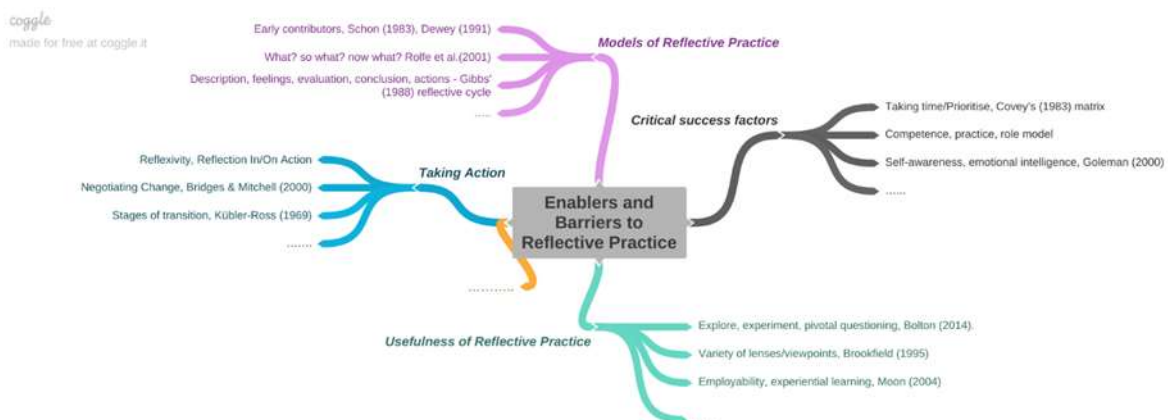 coggle
made for free at coggle.it
Early contributors, Schon (1983), Dewey (1991)
Models of Reflective Practice
What? so what? now what? Rolfe et al.(2001)
Description, feelings, evaluation, conclusion, actions - Gibbs'
(1988) reflective cycle
.....
Critical success factors
Taking time/Prioritise, Covey's (1983) matrix
Competence, practice, role model
Self-awareness, emotional intelligence, Goleman (2000)
......
Reflexivity, Reflection In/On Action
Taking Action
Negotiating Change, Bridges & Mitchell (2000)
Stages of transition, Kübler-Ross (1969)
.......
Enablers and
Barriers to
Reflective Practice
...........
Usefulness of Reflective Practice
Explore, experiment, pivotal questioning, Bolton (2014).
Variety of lenses/viewpoints, Brookfield (1995)
Employability, experiential learning, Moon (2004)